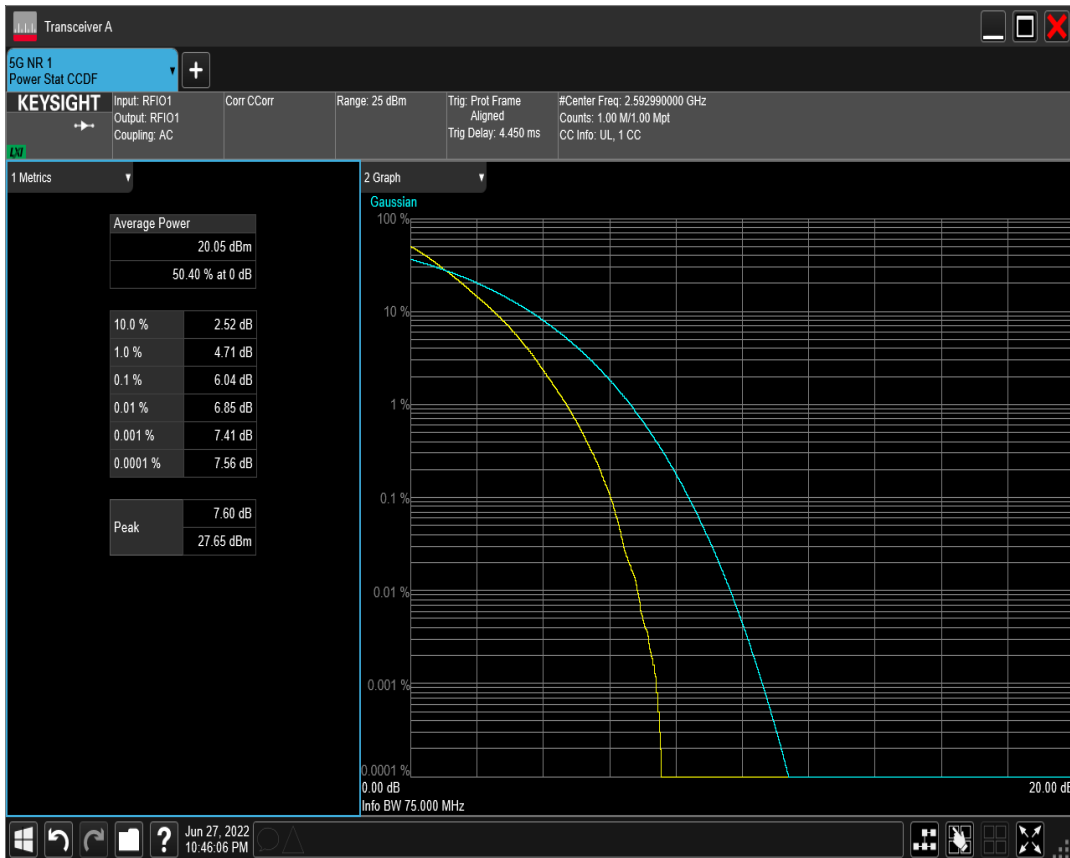 Transceiver A
5G NR 1
Power Stat CCDF
KEYSIGHT
LXI
Input: RFIO1
Output: RFIO1
Coupling: AC
Corr CCorr
Range: 25 dBm
Trig: Prot Frame
Aligned
Trig Delay: 4.450 ms
#Center Freq: 2.592990000 GHz
Counts: 1.00 M/1.00 Mpt
CC Info: UL, 1 CC
1 Metrics
Average Power
20.05 dBm
50.40 % at 0 dB
10.0 % 2.52 dB
1.0 % 4.71 dB
0.1 % 6.04 dB
0.01 % 6.85 dB
0.001 % 7.41 dB
0.0001 % 7.56 dB
Peak
7.60 dB
27.65 dBm
2 Graph
Gaussian
100 %
10 %
1 %
0.1 %
0.01 %
0.001 %
0.0001 %
0.00 dB 20.00 dB
Info BW 75.000 MHz
?
Jun 27, 2022
10:46:06 PM